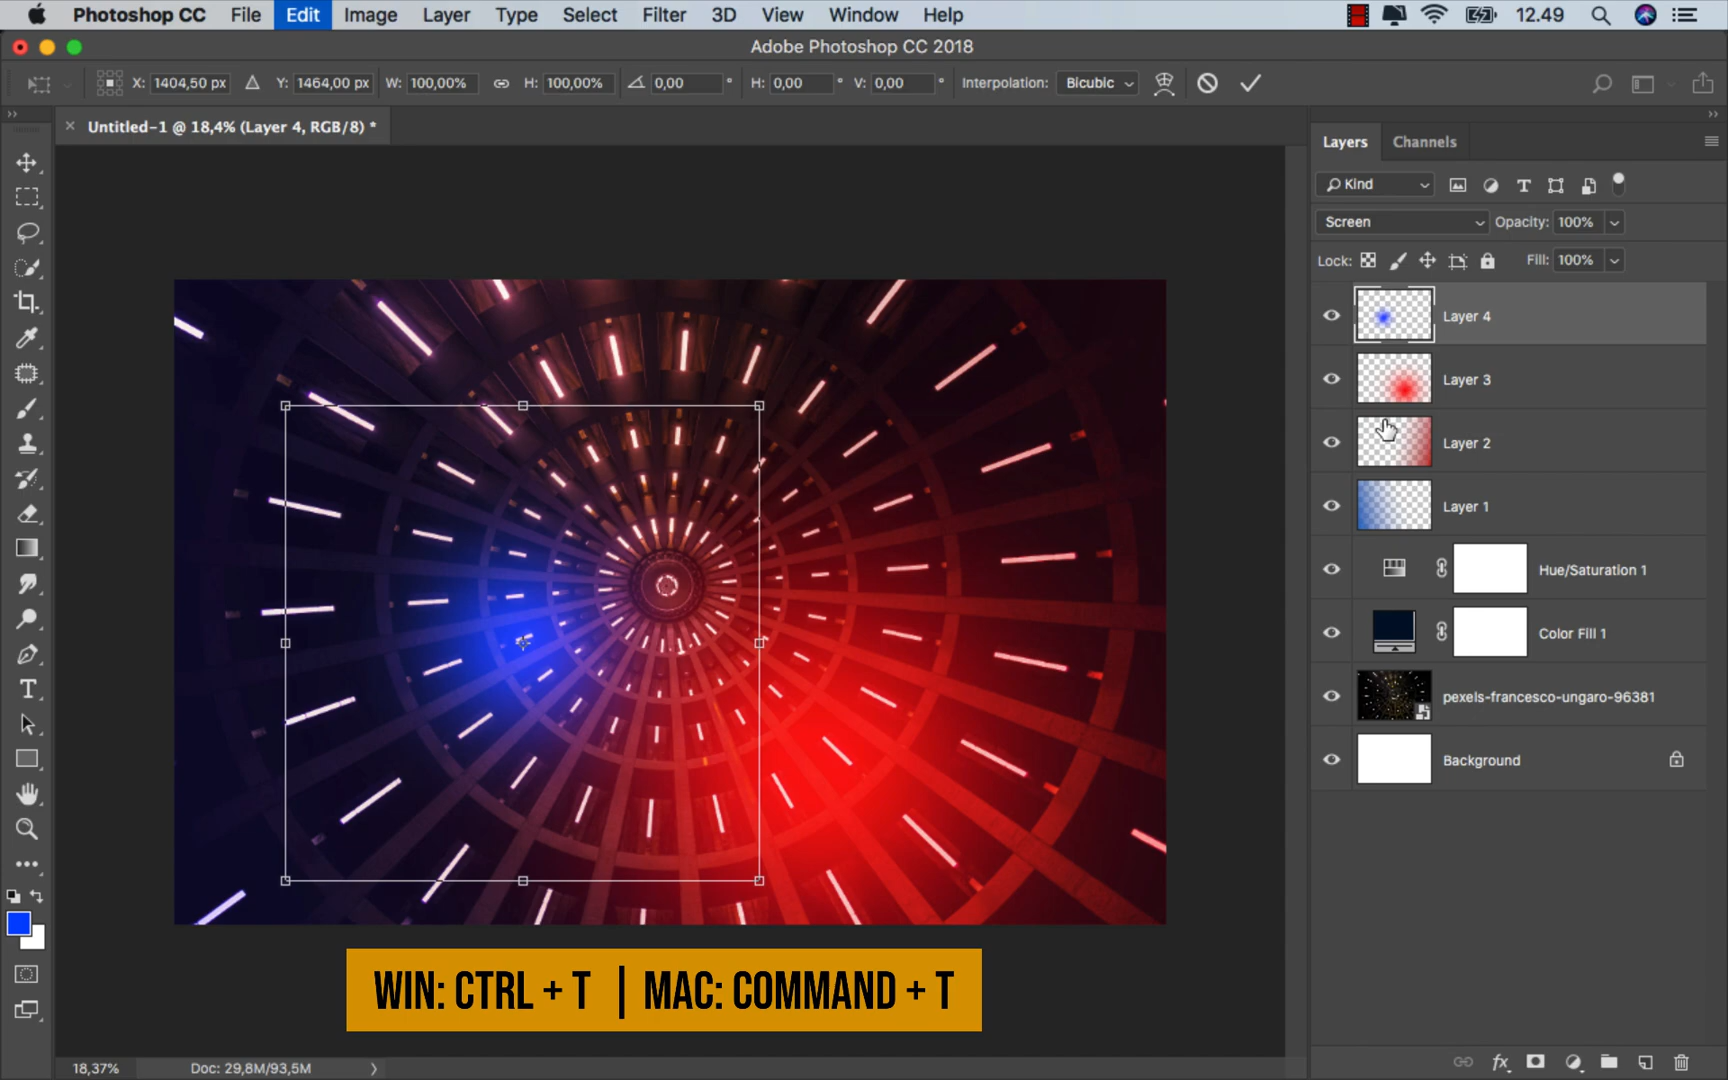 Photoshop CC File Edit Image Layer Type Select Filter 3D View Window Help 12.49
Adobe Photoshop CC 2018
X: 1404,50 px Y: 1464,00 px W: 100,00% H: 100,00% 0,00 ° H: 0,00 ° V: 0,00 ° Interpolation: Bicubic
Untitled-1 @ 18,4% (Layer 4, RGB/8) *
Layers Channels
Kind
Screen Opacity: 100%
Lock: Fill: 100%
Layer 4
Layer 3
Layer 2
Layer 1
Hue/Saturation 1
Color Fill 1
pexels-francesco-ungaro-96381
Background
WIN: CTRL + T | MAC: COMMAND + T
18,37% Doc: 29,8M/93,5M